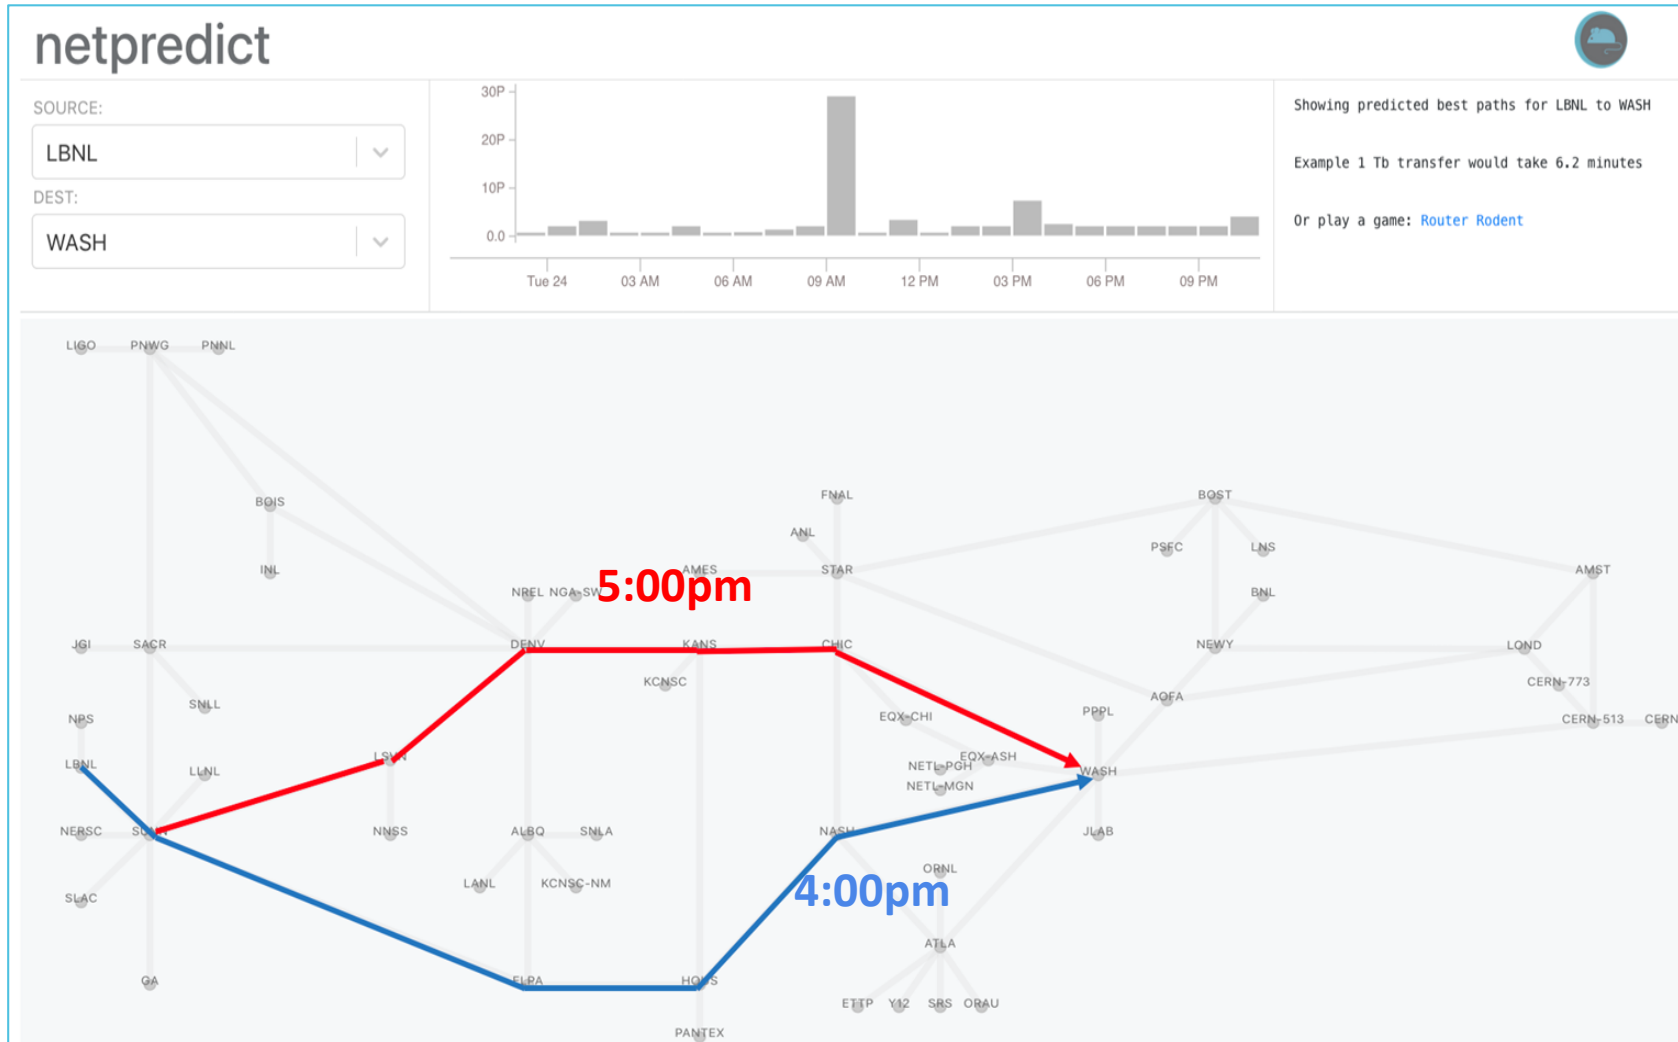 netpredict
SOURCE:
LBNL
DEST:
WASH
30P
20P
10P
0.0
Tue 24 03 AM 06 AM 09 AM 12 PM 03 PM 06 PM 09 PM
Showing predicted best paths for LBNL to WASH
Example 1 Tb transfer would take 6.2 minutes
Or play a game: Router Rodent
LIGO PNWG PNNL
BOIS FNAL BOST
ANL
PSFC LNS
INL AMES STAR AMST
5:00pm
NREL NGA-SW BNL
JGI SACR DENV KANS CHIC NEWY LOND
KCNSC CERN-773
SNLL AOFA
NPS EQX-CHI PPPL CERN-513 CERN
LSVN EQX-ASH
LBNL LLNL NETL-PGH WASH
NETL-MGN
NERSC SUNN NNSS ALBQ SNLA NASH JLAB
ORNL
LANL KCNSC-NM 4:00pm
SLAC
ATLA
GA ELPA HOUS
ETTP Y12 SRS ORAU
PANTEX